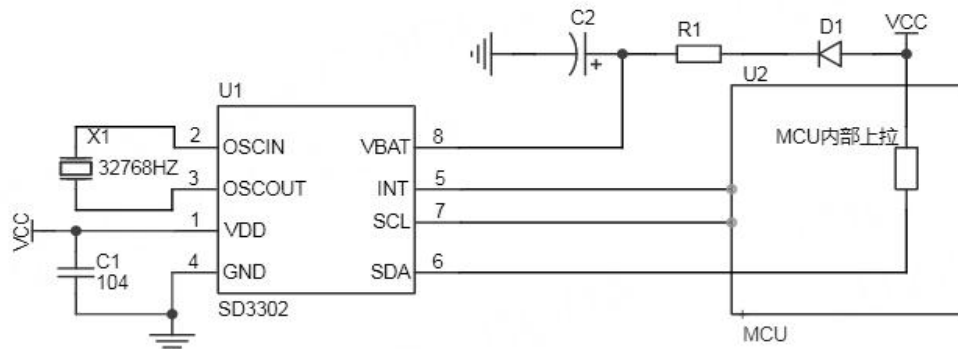 C2
R1
D1
VCC
U1
U2
X1
32768HZ
2
OSCIN
VBAT
8
MCU内部上拉
3
OSCOUT
INT
5
VCC
1
VDD
SCL
7
C1
104
4
GND
SDA
6
SD3302
MCU